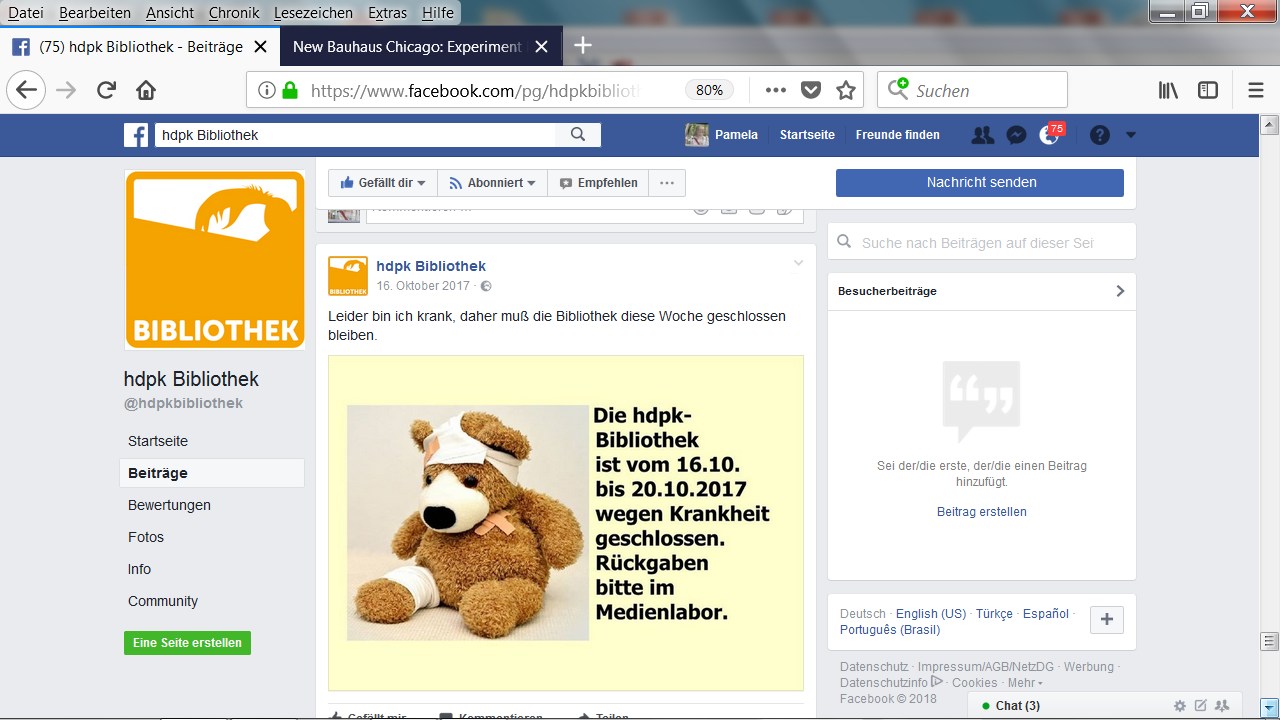 Datei Bearbeiten Ansicht Chronik Lesezeichen Extras Hilfe
(75) hdpk Bibliothek - Beiträge
New Bauhaus Chicago: Experiment
https://www.facebook.com/pg/hdpkbiblioth
80%
Suchen
hdpk Bibliothek
Pamela
Startseite
Freunde finden
75
BIBLIOTHEK
hdpk Bibliothek
@hdpkbibliothek
Startseite
Beiträge
Bewertungen
Fotos
Info
Community
Eine Seite erstellen
Gefällt dir
Abonniert
Empfehlen
Nachricht senden
Kommentieren ...
BIBLIOTHEK
hdpk Bibliothek
16. Oktober 2017 ·
Leider bin ich krank, daher muß die Bibliothek diese Woche geschlossen
bleiben.
Die hdpk-
Bibliothek
ist vom 16.10.
bis 20.10.2017
wegen Krankheit
geschlossen.
Rückgaben
bitte im
Medienlabor.
Gefällt mir
Kommentieren
Teilen
Suche nach Beiträgen auf dieser Sei
Besucherbeiträge
Sei der/die erste, der/die einen Beitrag
hinzufügt.
Beitrag erstellen
Deutsch · English (US) · Türkçe · Español ·
Português (Brasil)
Datenschutz · Impressum/AGB/NetzDG · Werbung ·
Datenschutzinfo · Cookies · Mehr
Facebook © 2018
Chat (3)